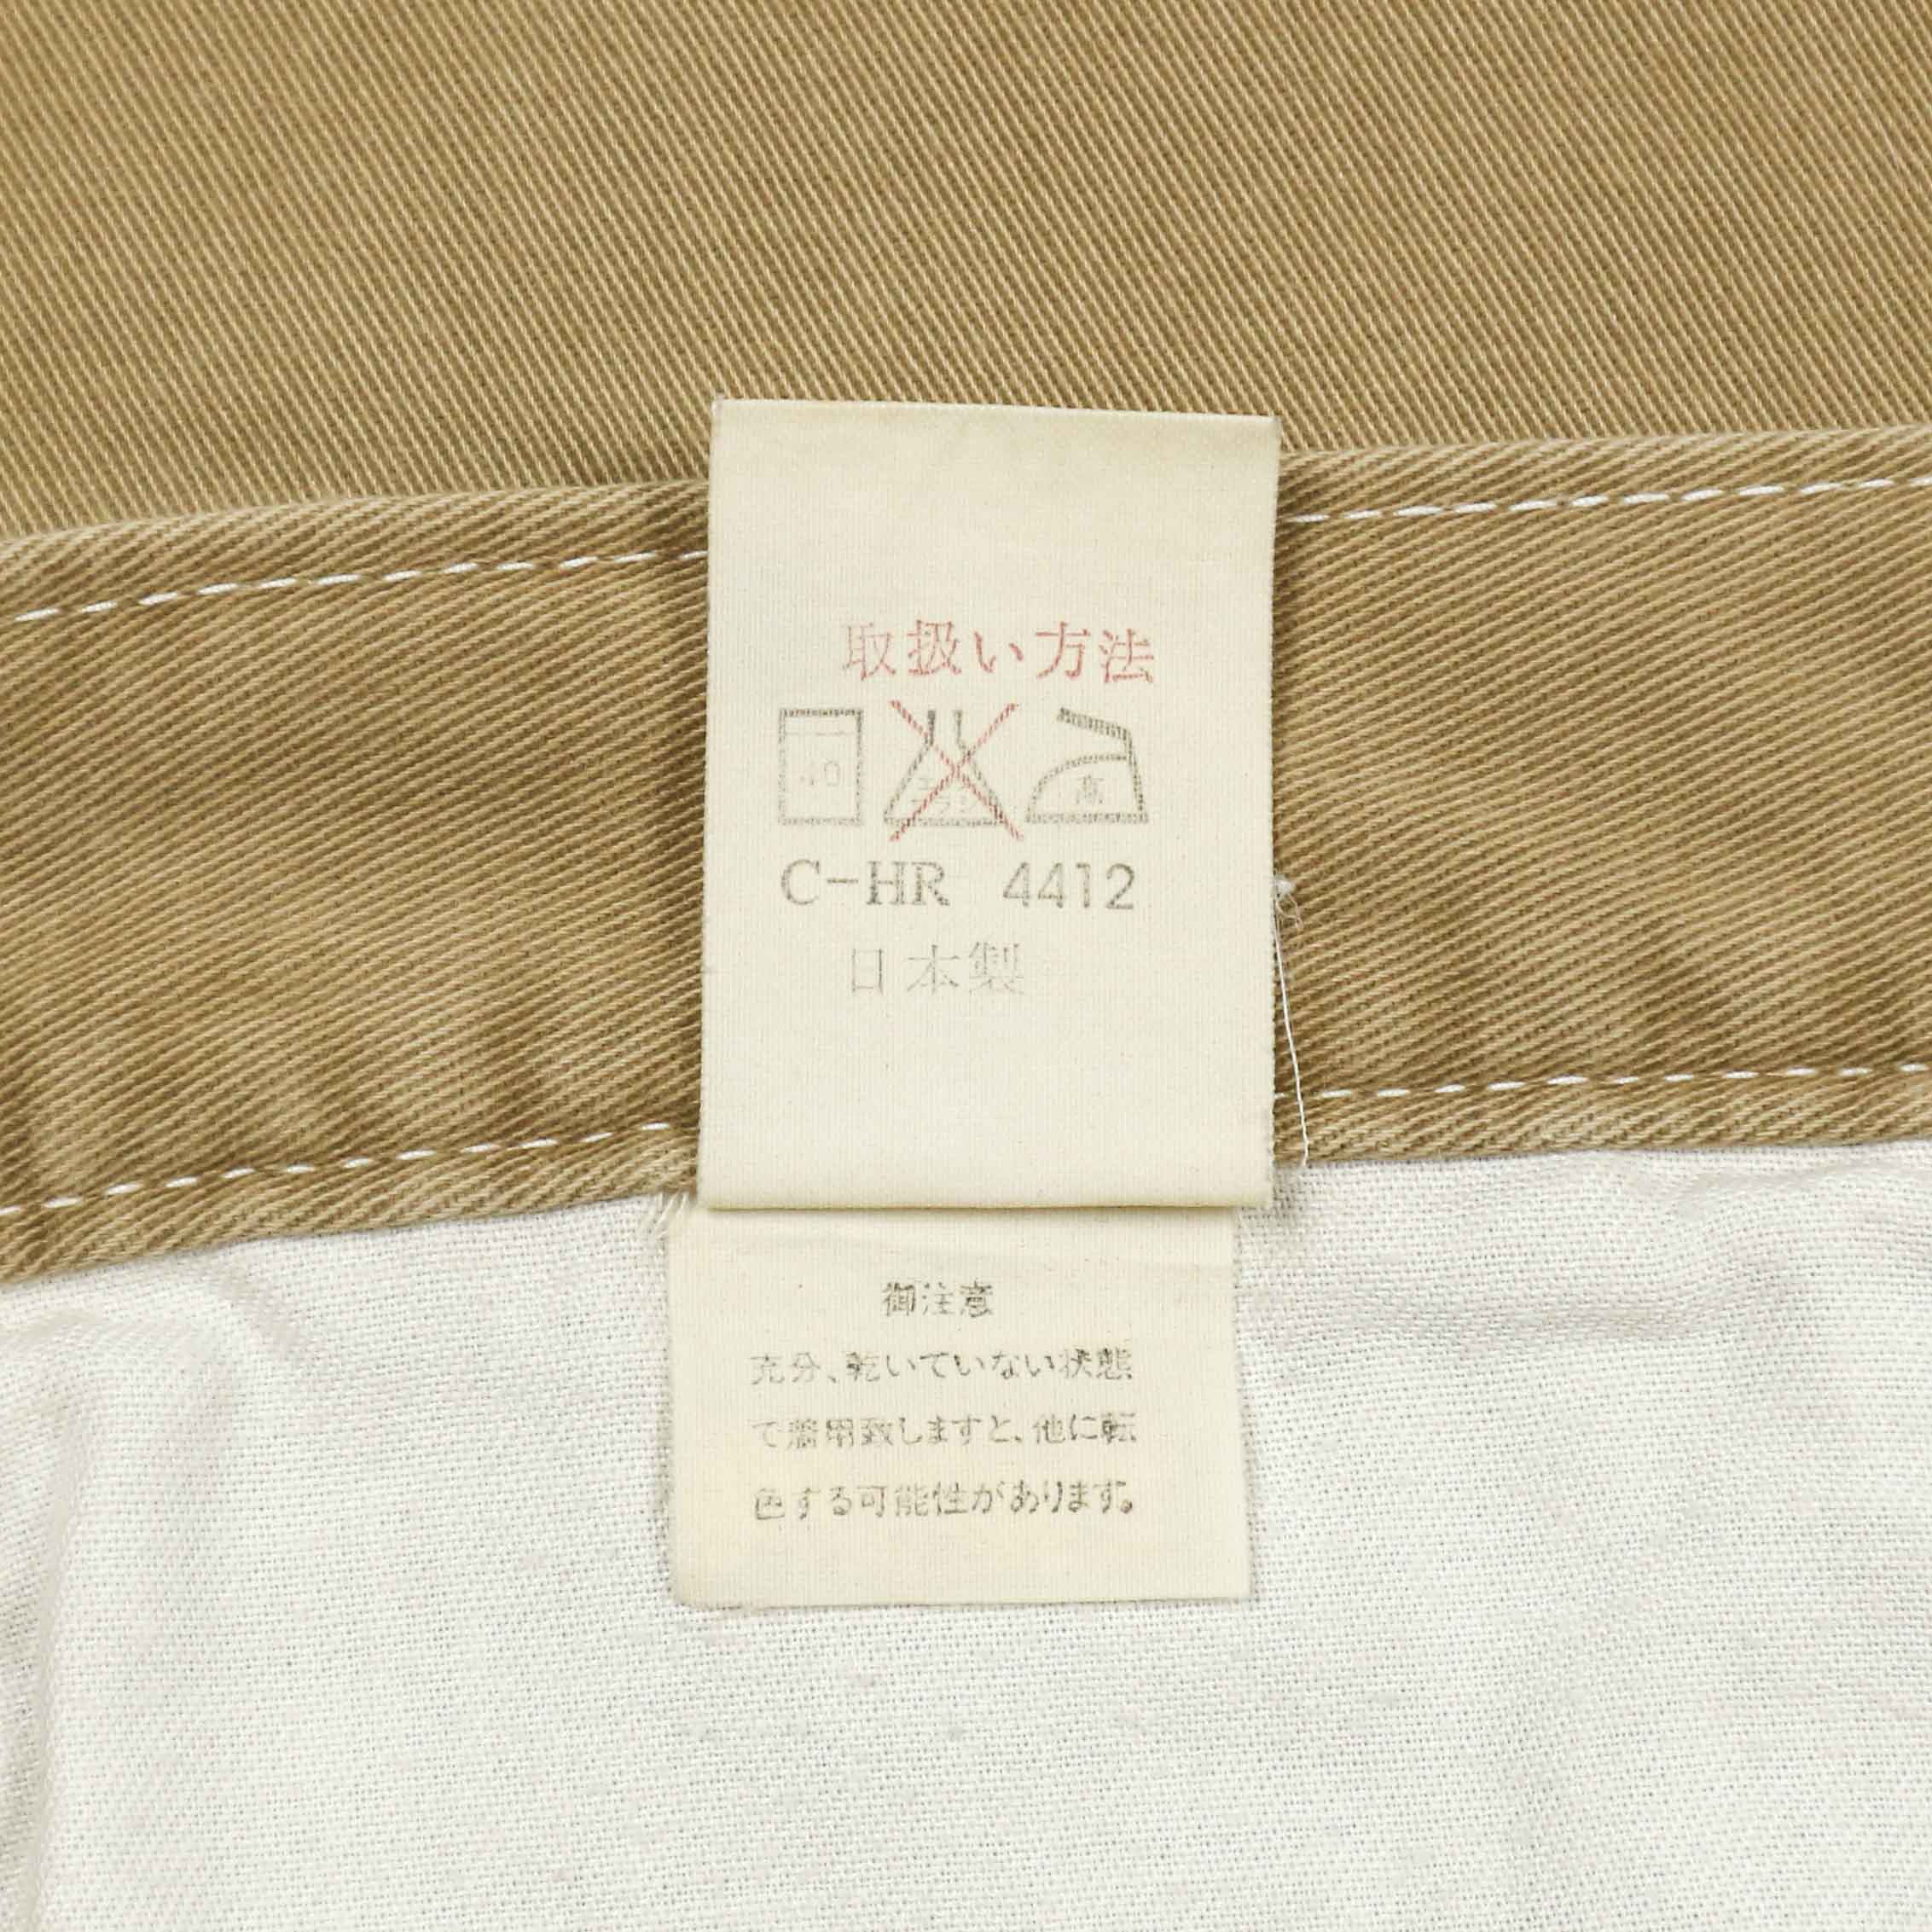 取扱い方法
40 高
C-HR 4412
日本製
御注意
充分、乾いていない状態
で着用致しますと、他に転
色する可能性があります。